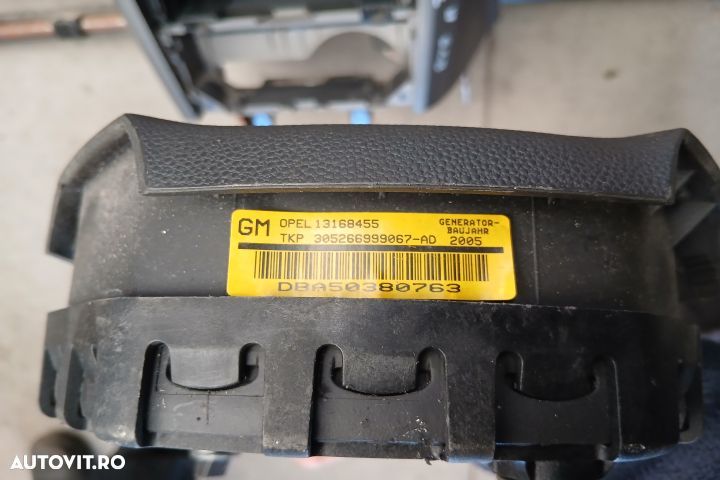 GM OPEL 13168455 GENERATOR-
BAUJAHR
TKP 305266999067-AD 2005
DBA50380763
AUTOVIT.RO